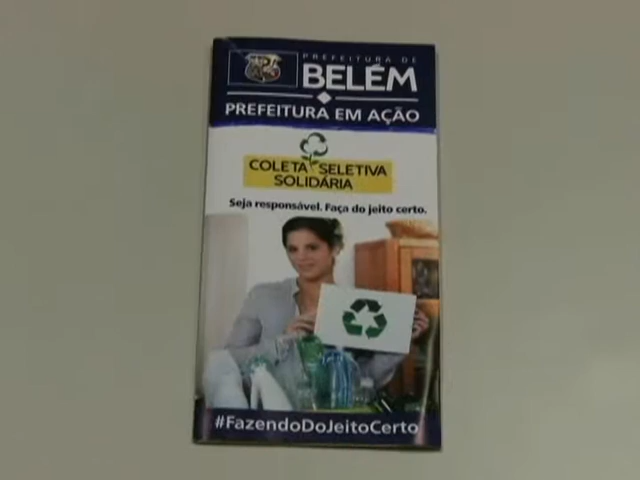 PREFEITURA DE
BELÉM
PREFEITURA EM AÇÃO
COLETA SELETIVA
SOLIDÁRIA
Seja responsável. Faça do jeito certo.
#FazendoDoJeitoCerto